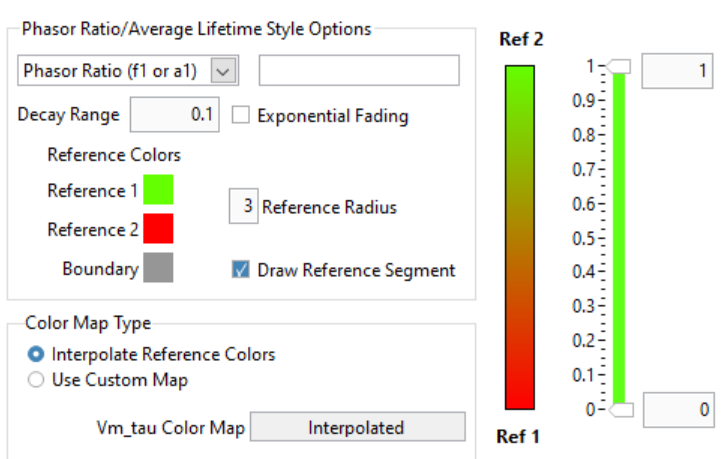 Phasor Ratio/Average Lifetime Style Options
Phasor Ratio (f1 or a1)
Decay Range 0.1 Exponential Fading
Reference Colors
Reference 1
3 Reference Radius
Reference 2
Boundary
Draw Reference Segment
Color Map Type
Interpolate Reference Colors
Use Custom Map
Vm_tau Color Map Interpolated
Ref 2
Ref 1
1
0.9
0.8
0.7
0.6
0.5
0.4
0.3
0.2
0.1
0
1
0